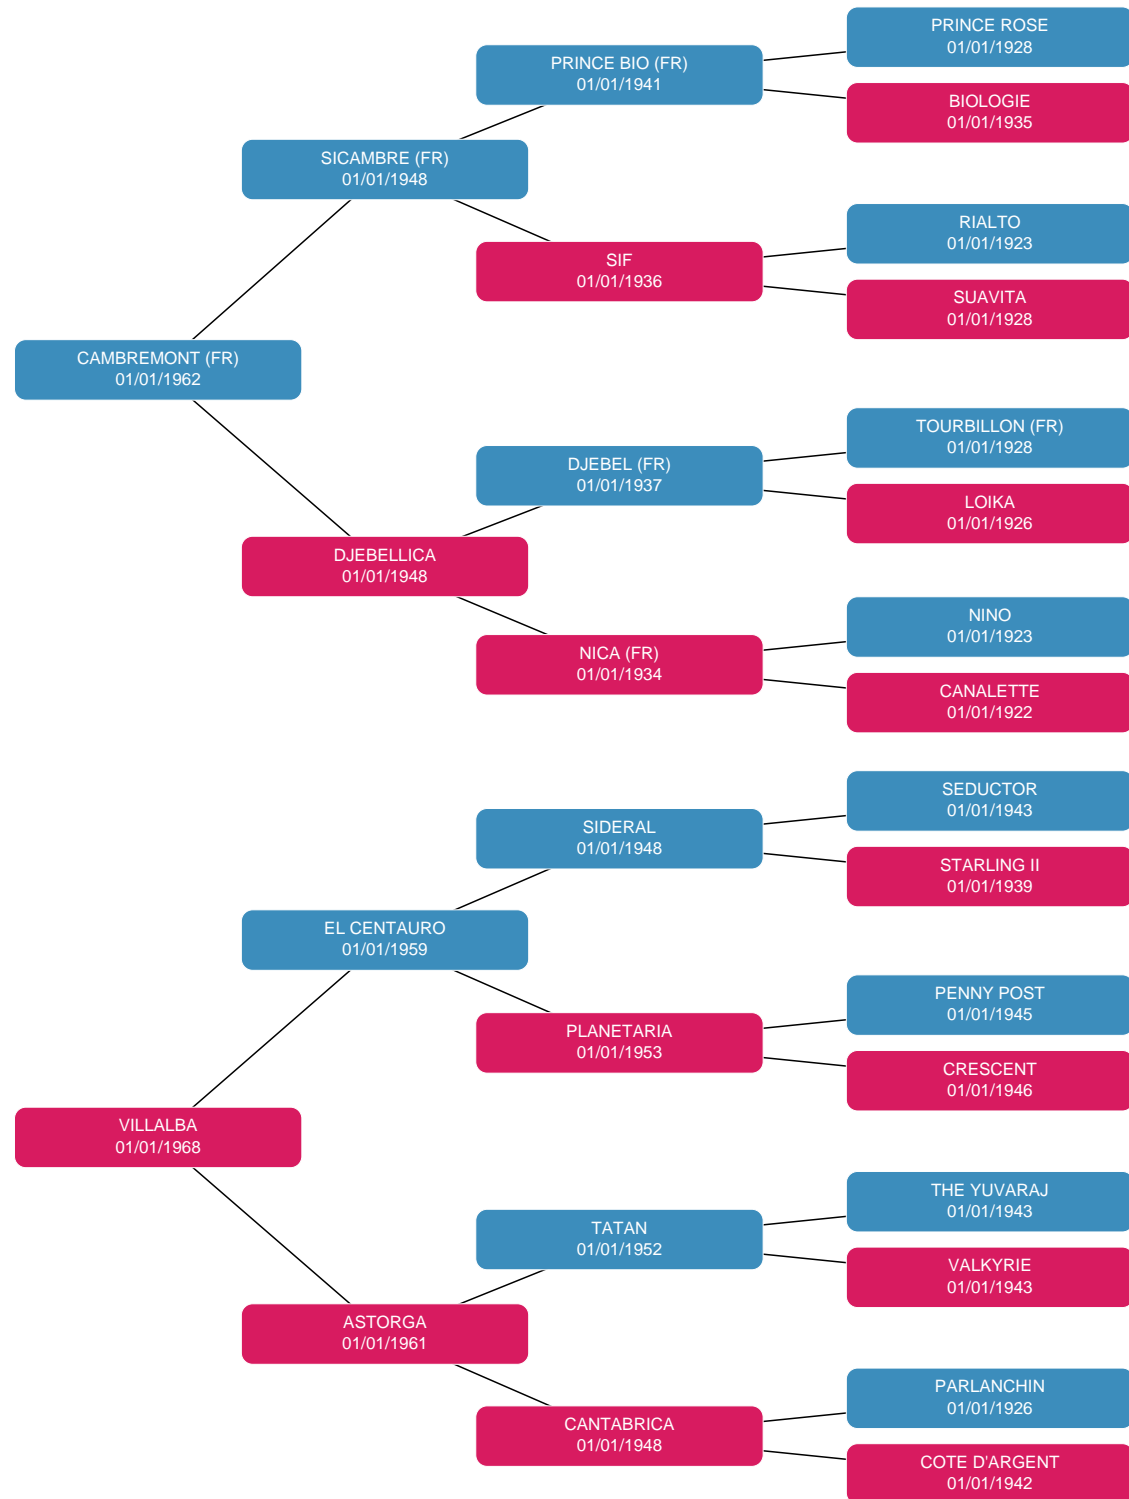 PRINCE ROSE
01/01/1928
PRINCE BIO (FR)
01/01/1941
BIOLOGIE
01/01/1935
SICAMBRE (FR)
01/01/1948
RIALTO
01/01/1923
SIF
01/01/1936
SUAVITA
01/01/1928
CAMBREMONT (FR)
01/01/1962
TOURBILLON (FR)
01/01/1928
DJEBEL (FR)
01/01/1937
LOIKA
01/01/1926
DJEBELLICA
01/01/1948
NINO
01/01/1923
NICA (FR)
01/01/1934
CANALETTE
01/01/1922
SEDUCTOR
01/01/1943
SIDERAL
01/01/1948
STARLING II
01/01/1939
EL CENTAURO
01/01/1959
PENNY POST
01/01/1945
PLANETARIA
01/01/1953
CRESCENT
01/01/1946
VILLALBA
01/01/1968
THE YUVARAJ
01/01/1943
TATAN
01/01/1952
VALKYRIE
01/01/1943
ASTORGA
01/01/1961
PARLANCHIN
01/01/1926
CANTABRICA
01/01/1948
COTE D'ARGENT
01/01/1942